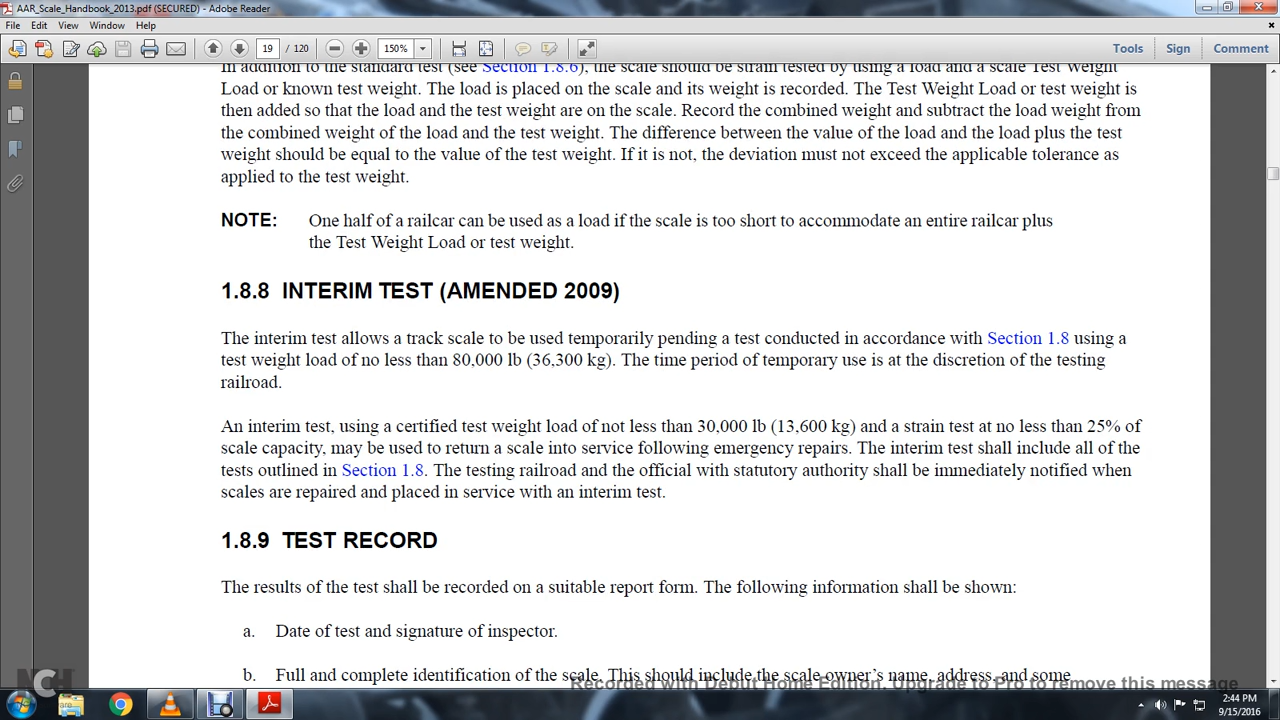 AAR_Scale_Handbook_2013.pdf (SECURED) - Adobe Reader
File Edit View Window Help
19 / 120 150% Tools Sign Comment
In addition to the standard test (see Section 1.8.6), the scale should be strain tested by using a load and a scale Test Weight
Load or known test weight. The load is placed on the scale and its weight is recorded. The Test Weight Load or test weight is
then added so that the load and the test weight are on the scale. Record the combined weight and subtract the load weight from
the combined weight of the load and the test weight. The difference between the value of the load and the load plus the test
weight should be equal to the value of the test weight. If it is not, the deviation must not exceed the applicable tolerance as
applied to the test weight.
NOTE: One half of a railcar can be used as a load if the scale is too short to accommodate an entire railcar plus
the Test Weight Load or test weight.
1.8.8 INTERIM TEST (AMENDED 2009)
The interim test allows a track scale to be used temporarily pending a test conducted in accordance with Section 1.8 using a
test weight load of no less than 80,000 lb (36,300 kg). The time period of temporary use is at the discretion of the testing
railroad.
An interim test, using a certified test weight load of not less than 30,000 lb (13,600 kg) and a strain test at no less than 25% of
scale capacity, may be used to return a scale into service following emergency repairs. The interim test shall include all of the
tests outlined in Section 1.8. The testing railroad and the official with statutory authority shall be immediately notified when
scales are repaired and placed in service with an interim test.
1.8.9 TEST RECORD
The results of the test shall be recorded on a suitable report form. The following information shall be shown:
a. Date of test and signature of inspector.
b. Full and complete identification of the scale. This should include the scale owner's name, address, and some
Recorded with Debut Home Edition. Upgrade to Pro to remove this message
NCH
2:44 PM
9/15/2016